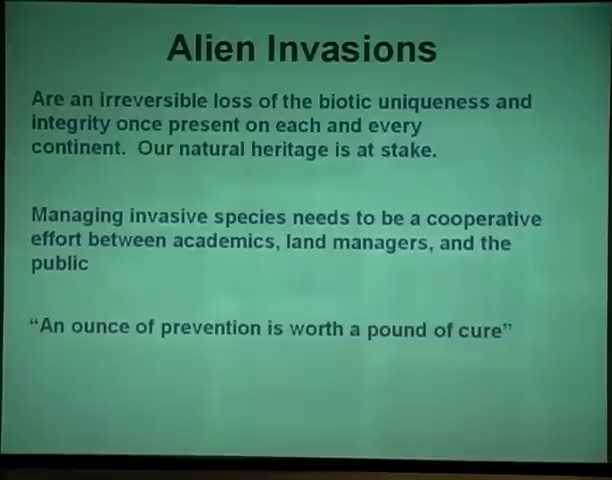 Alien Invasions
Are an irreversible loss of the biotic uniqueness and
integrity once present on each and every
continent.  Our natural heritage is at stake.
Managing invasive species needs to be a cooperative
effort between academics, land managers, and the
public
“An ounce of prevention is worth a pound of cure”